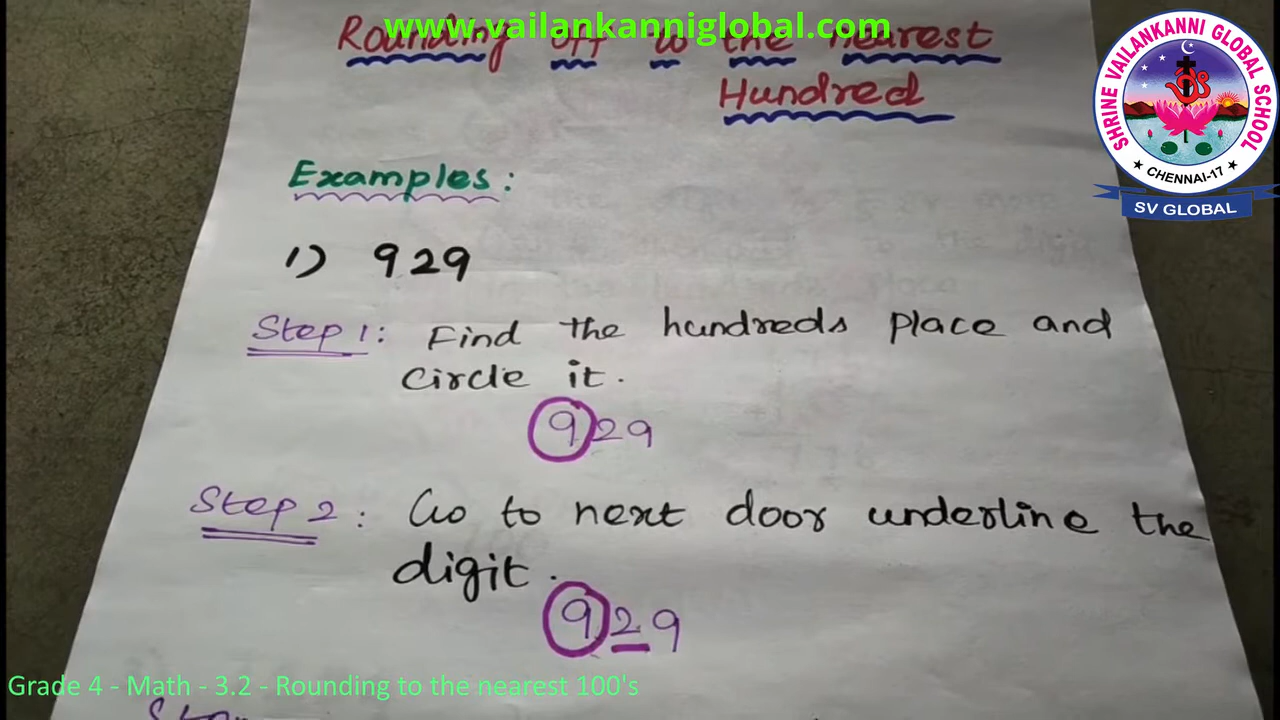 www.vailankanniglobal.com
Rounding off to the nearest
Hundred
SHRINE VAILANKANNI GLOBAL SCHOOL
★ CHENNAI-17 ★
SV GLOBAL
Examples:
1) 929
Step 1: Find the hundreds place and
circle it.
929
Step 2: Go to next door underline the
digit.
929
Grade 4 - Math - 3.2 - Rounding to the nearest 100's